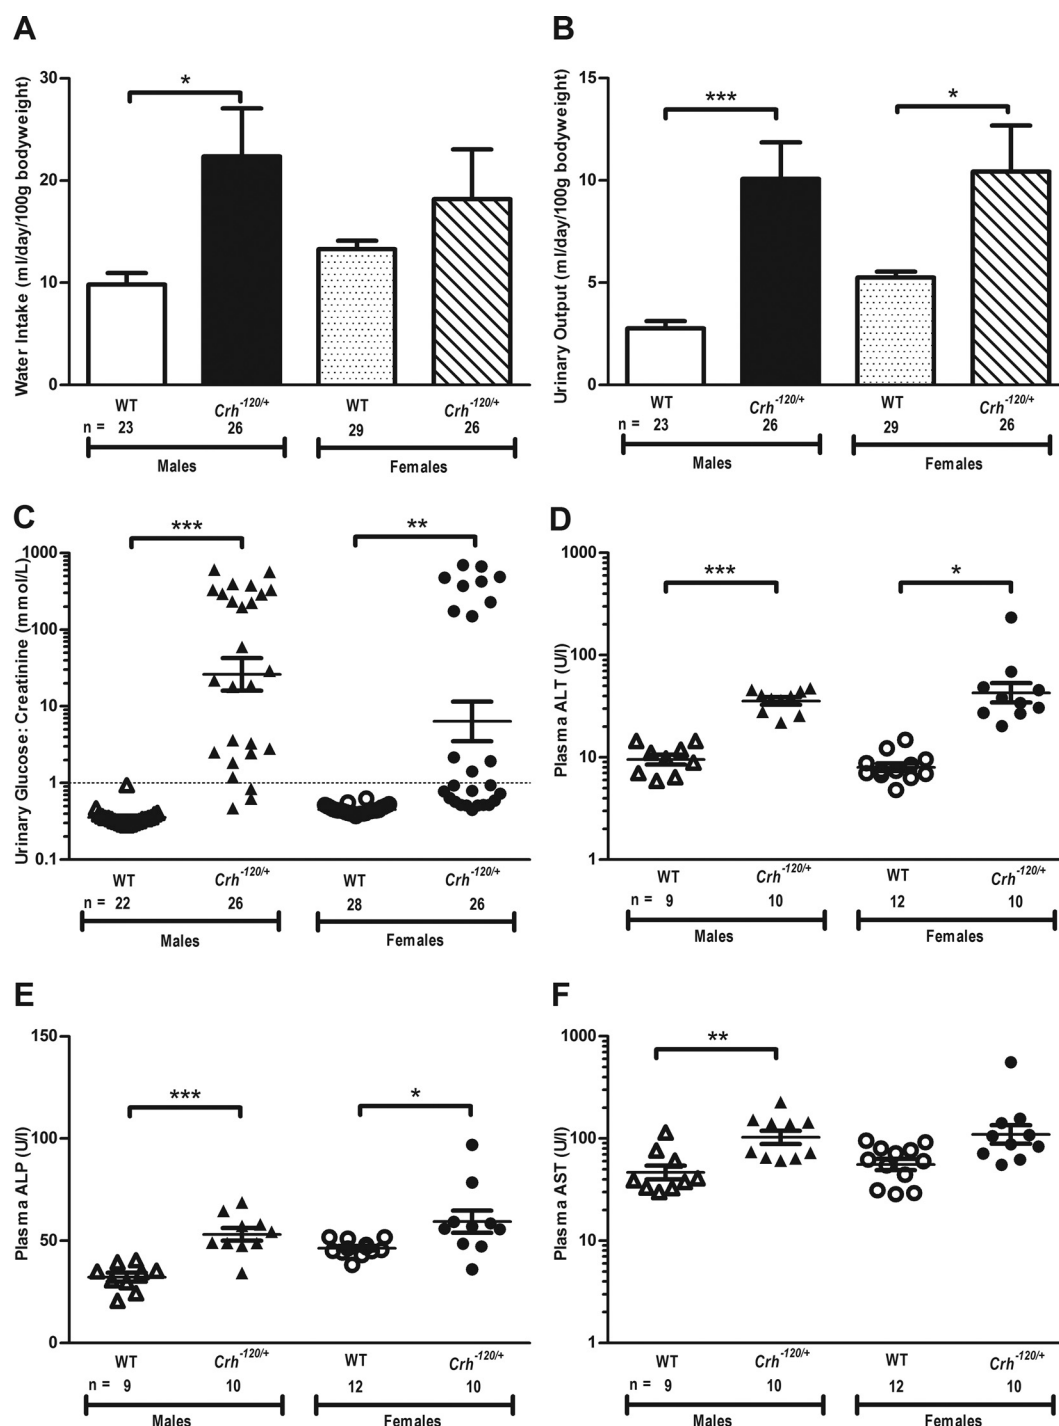 A
Water Intake (ml/day/100g bodyweight)
30
20
10
0
*
WT
Crh-120/+
WT
Crh-120/+
n = 23
26
29
26
Males
Females
B
Urinary Output (ml/day/100g bodyweight)
15
10
5
0
***
*
WT
Crh-120/+
WT
Crh-120/+
n = 23
26
29
26
Males
Females
C
Urinary Glucose: Creatinine (mmol/L)
1000
100
10
1
0.1
***
**
WT
Crh-120/+
WT
Crh-120/+
n = 22
26
28
26
Males
Females
D
Plasma ALT (U/l)
1000
100
10
1
***
*
WT
Crh-120/+
WT
Crh-120/+
n = 9
10
12
10
Males
Females
E
Plasma ALP (U/l)
150
100
50
0
***
*
WT
Crh-120/+
WT
Crh-120/+
n = 9
10
12
10
Males
Females
F
Plasma AST (U/l)
1000
100
10
1
**
WT
Crh-120/+
WT
Crh-120/+
n = 9
10
12
10
Males
Females